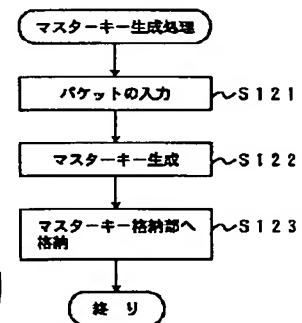 マスターキー生成処理
パケットの入力
～S121
マスターキー生成
～S122
マスターキー格納部へ
格納
～S123
終り